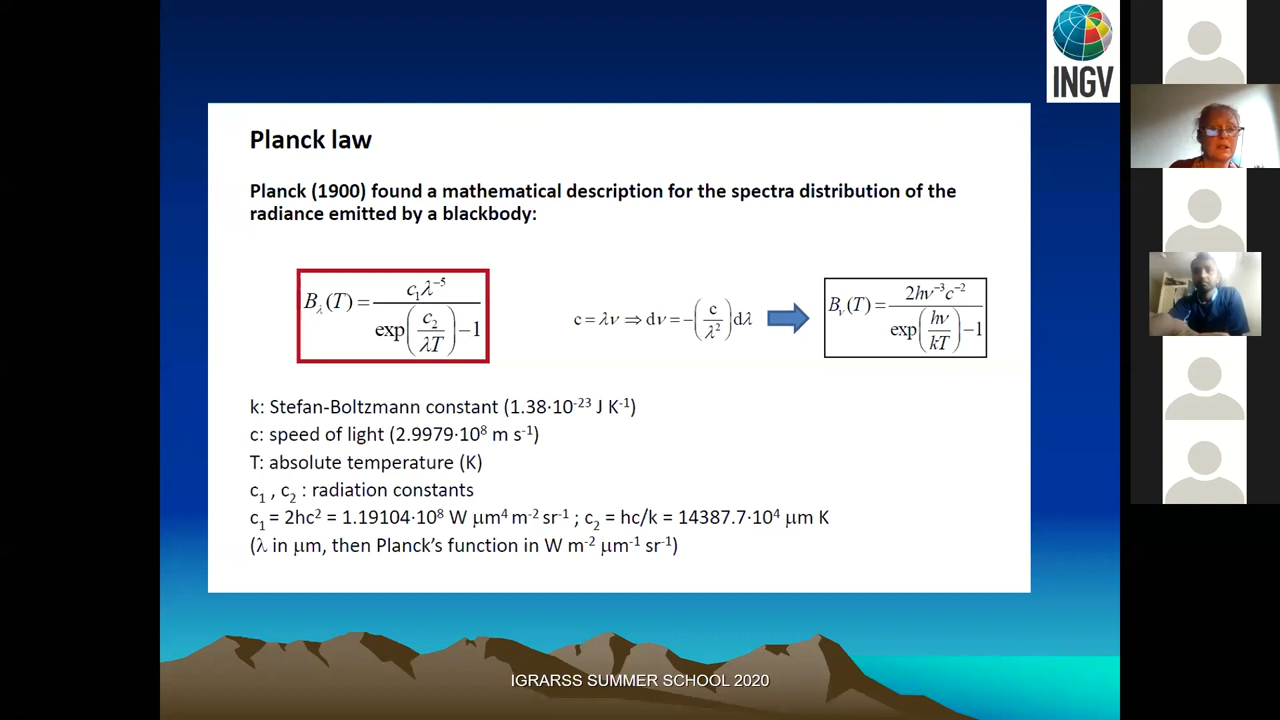 INGV
Planck law
Planck (1900) found a mathematical description for the spectra distribution of the
radiance emitted by a blackbody:
B_λ(T) = c₁λ⁻⁵ / (exp(c₂/λT) − 1)
c = λν ⇒ dν = −(c/λ²)dλ
B_ν(T) = 2hν⁻³c⁻² / (exp(hν/kT) − 1)
k: Stefan-Boltzmann constant (1.38·10⁻²³ J K⁻¹)
c: speed of light (2.9979·10⁸ m s⁻¹)
T: absolute temperature (K)
c₁ , c₂ : radiation constants
c₁ = 2hc² = 1.19104·10⁸ W μm⁴ m⁻² sr⁻¹ ; c₂ = hc/k = 14387.7·10⁴ μm K
(λ in μm, then Planck’s function in W m⁻² μm⁻¹ sr⁻¹)
IGRARSS SUMMER SCHOOL 2020